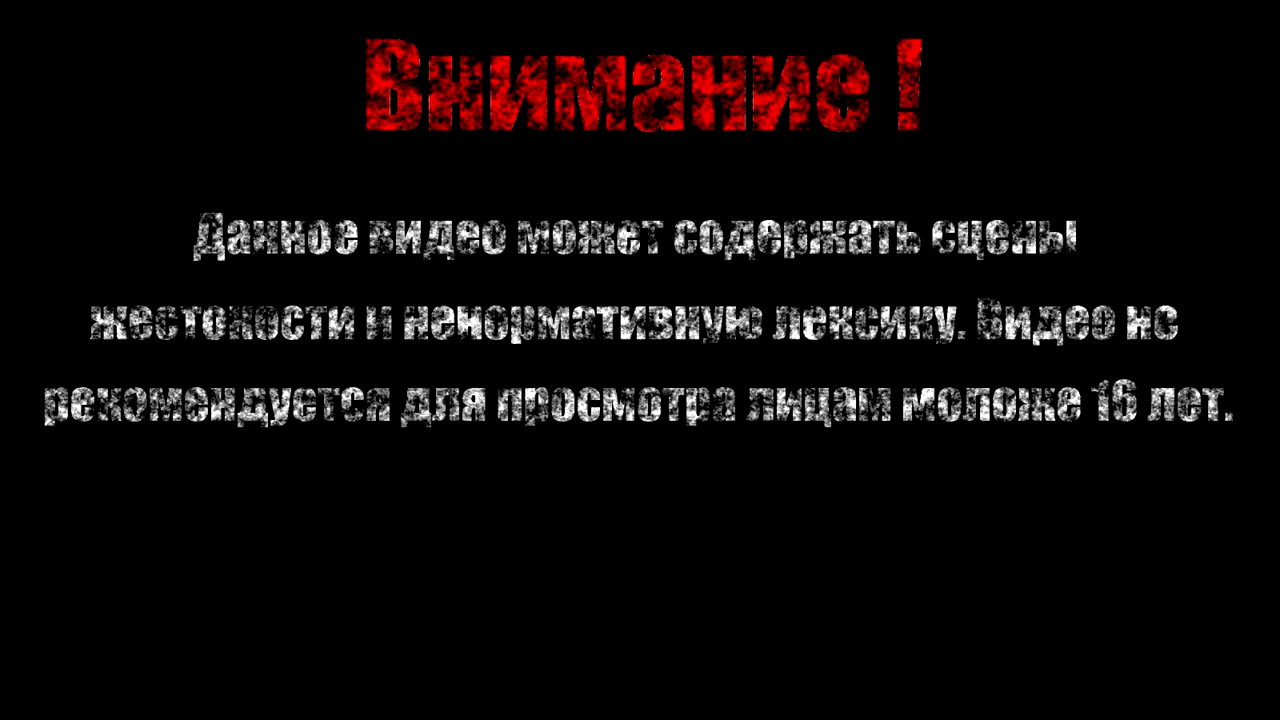 Внимание !
Данное видео может содержать сцены
жестокости и ненормативную лексику. Видео не
рекомендуется для просмотра лицам моложе 16 лет.